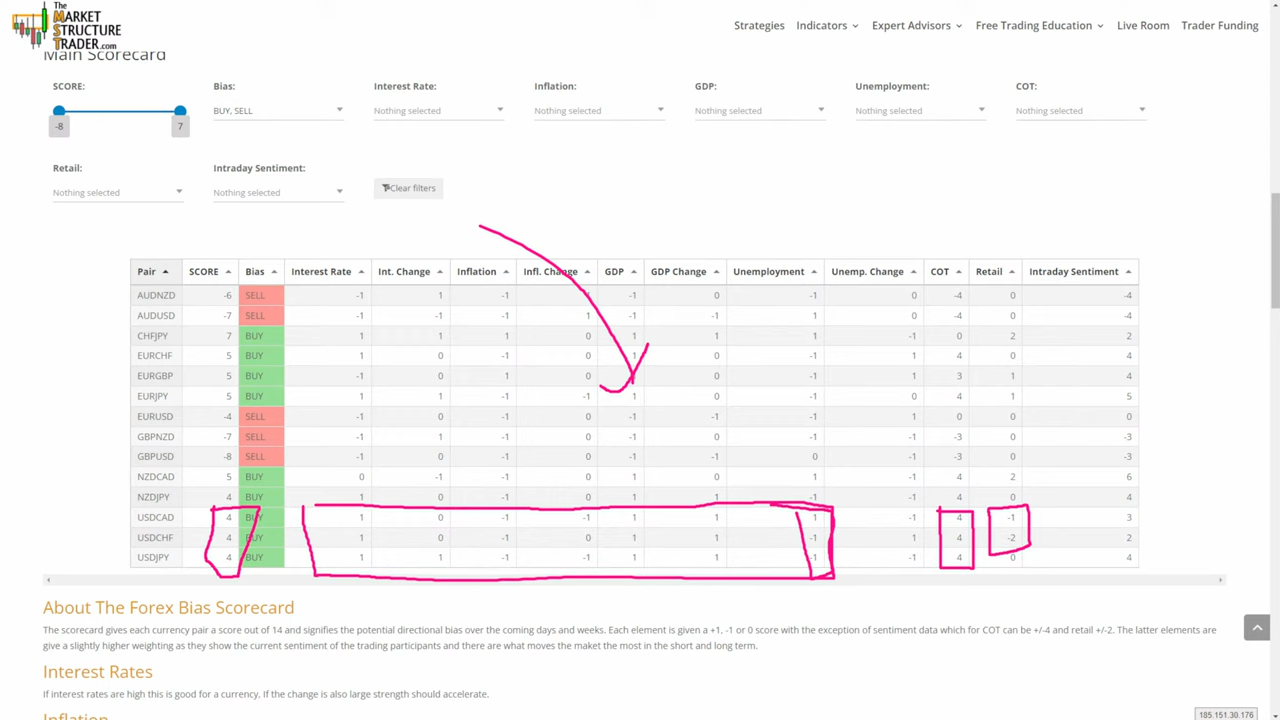 The
MARKET
STRUCTURE
TRADER.com
Strategies Indicators Expert Advisors Free Trading Education Live Room Trader Funding
Main Scorecard
SCORE: Bias: Interest Rate: Inflation: GDP: Unemployment: COT:
BUY, SELL Nothing selected Nothing selected Nothing selected Nothing selected Nothing selected
-8 7
Retail: Intraday Sentiment:
Nothing selected Nothing selected Clear filters
Pair SCORE Bias Interest Rate Int. Change Inflation Infl. Change GDP GDP Change Unemployment Unemp. Change COT Retail Intraday Sentiment
AUDNZD -6 SELL -1 1 -1 -1 0 -1 0 -4 0 -4
AUDUSD -7 SELL -1 -1 -1 1 -1 -1 1 0 -4 0 -4
CHFJPY 7 BUY 1 1 1 0 1 1 1 -1 0 2 2
EURCHF 5 BUY 1 0 -1 0 1 0 -1 1 4 0 4
EURGBP 5 BUY -1 0 1 0 1 0 -1 1 3 1 4
EURJPY 5 BUY 1 1 -1 -1 1 0 -1 0 4 1 5
EURUSD -4 SELL -1 0 -1 0 -1 -1 -1 1 0 0 0
GBPNZD -7 SELL -1 1 -1 0 -1 0 -1 -1 -3 0 -3
GBPUSD -8 SELL -1 0 -1 0 -1 -1 0 -1 -3 0 -3
NZDCAD 5 BUY 0 -1 -1 0 1 0 1 -1 4 2 6
NZDJPY 4 BUY 1 0 -1 0 1 1 -1 -1 4 0 4
USDCAD 4 BUY 1 0 -1 -1 1 1 1 -1 4 -1 3
USDCHF 4 BUY 1 0 -1 0 1 1 -1 1 4 -2 2
USDJPY 4 BUY 1 1 -1 -1 1 1 -1 -1 4 0 4
About The Forex Bias Scorecard
The scorecard gives each currency pair a score out of 14 and signifies the potential directional bias over the coming days and weeks. Each element is given a +1, -1 or 0 score with the exception of sentiment data which for COT can be +/-4 and retail +/-2. The latter elements are
give a slightly higher weighting as they show the current sentiment of the trading participants and there are what moves the maket the most in the short and long term.
Interest Rates
If interest rates are high this is good for a currency. If the change is also large strength should accelerate.
Inflation
185.151.30.176